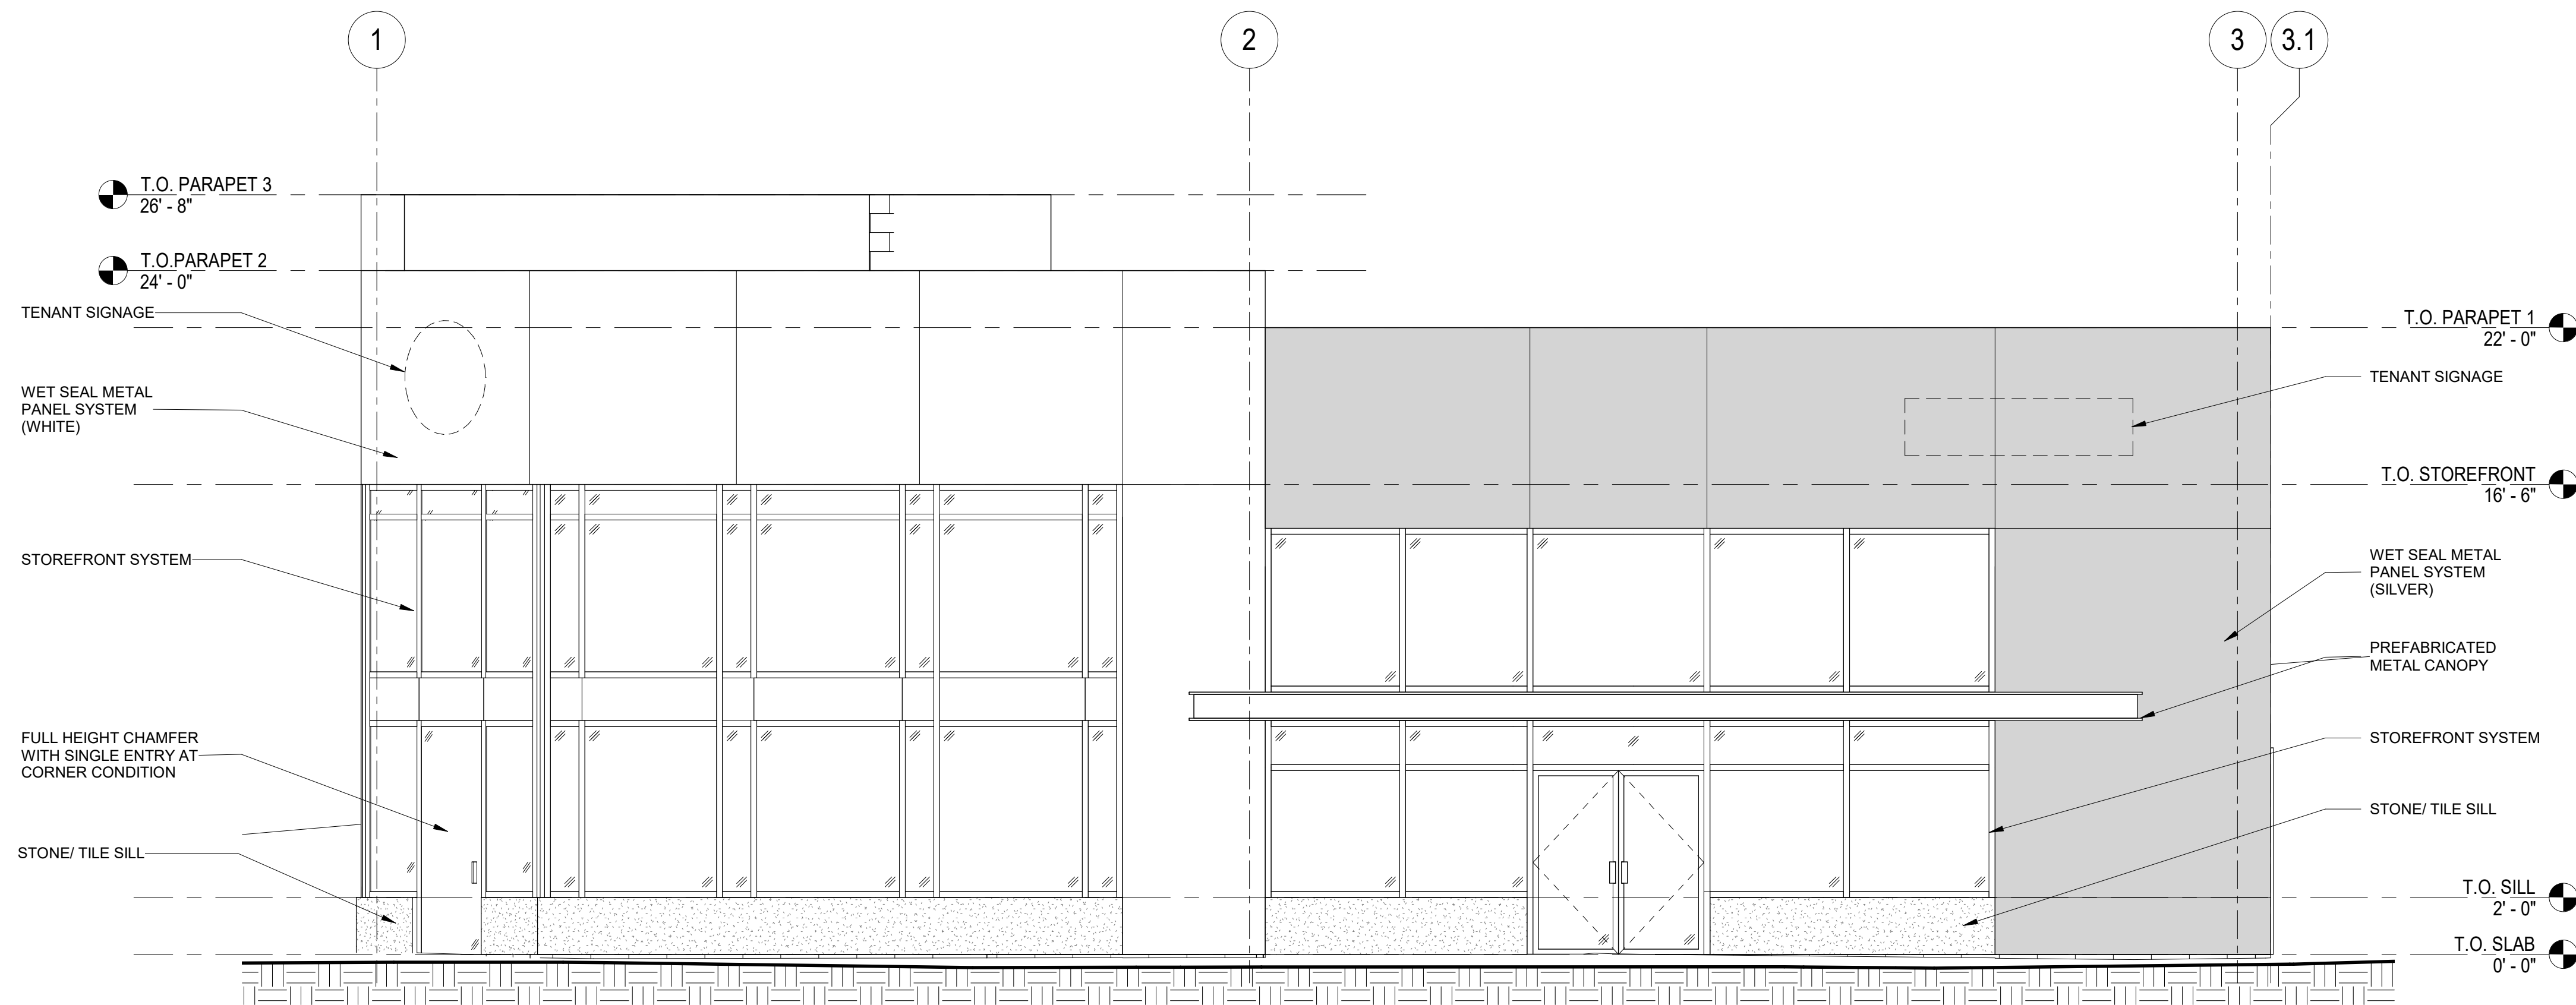 1
2
3
3.1
T.O. PARAPET 3
26' - 8"
T.O.PARAPET 2
24' - 0"
TENANT SIGNAGE
WET SEAL METAL
PANEL SYSTEM
(WHITE)
STOREFRONT SYSTEM
FULL HEIGHT CHAMFER
WITH SINGLE ENTRY AT
CORNER CONDITION
STONE/ TILE SILL
T.O. PARAPET 1
22' - 0"
TENANT SIGNAGE
T.O. STOREFRONT
16' - 6"
WET SEAL METAL
PANEL SYSTEM
(SILVER)
PREFABRICATED
METAL CANOPY
STOREFRONT SYSTEM
STONE/ TILE SILL
T.O. SILL
2' - 0"
T.O. SLAB
0' - 0"